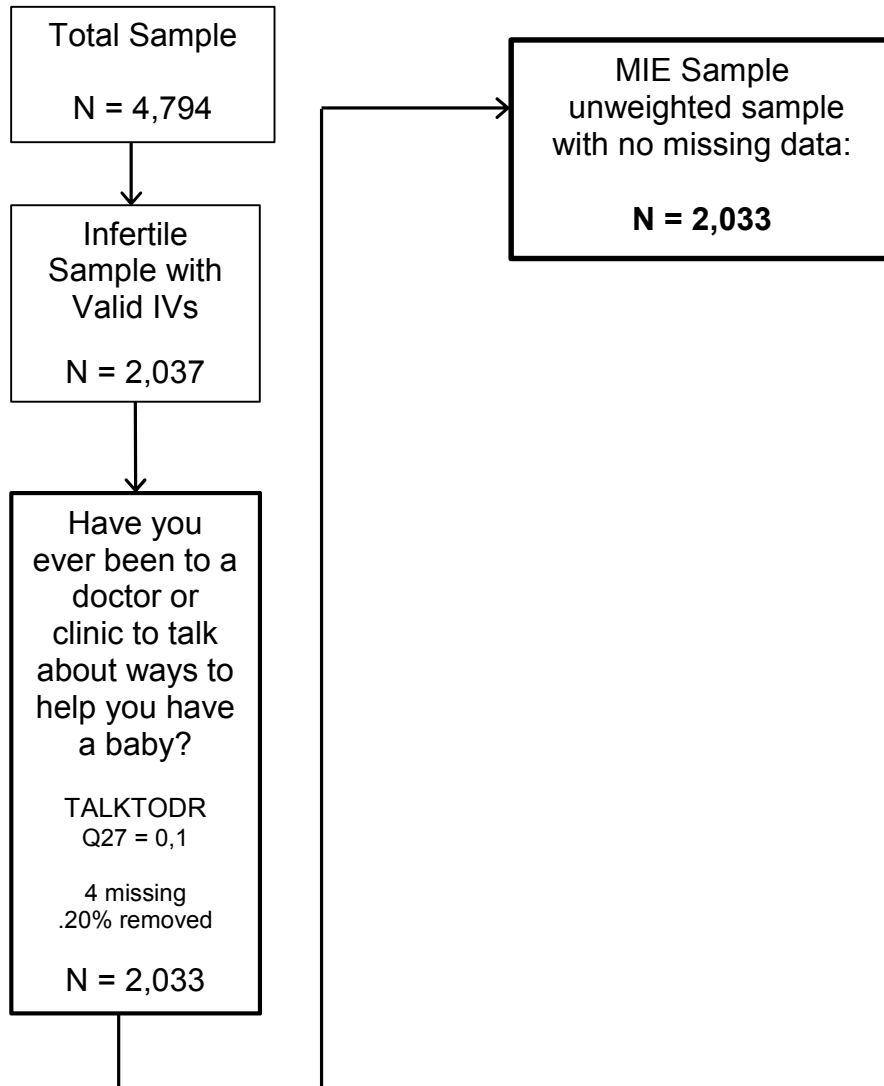 Total Sample
N = 4,794
Infertile
Sample with
Valid IVs
N = 2,037
Have you
ever been to a
doctor or
clinic to talk
about ways to
help you have
a baby?
TALKTODR
Q27 = 0,1
4 missing
.20% removed
N = 2,033
MIE Sample
unweighted sample
with no missing data:
N = 2,033